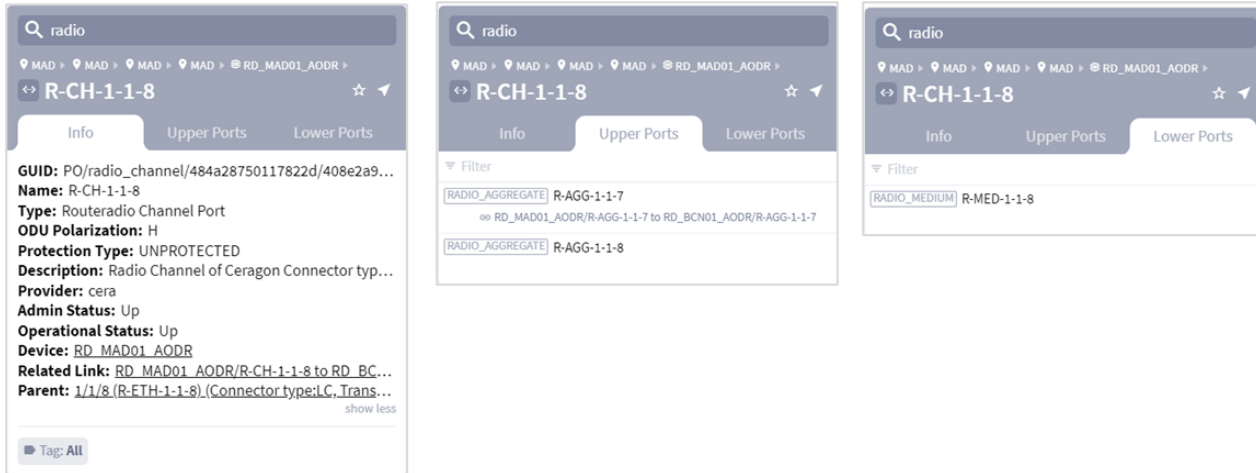 radio
MAD MAD MAD MAD RD_MAD01_AODR
R-CH-1-1-8
Info Upper Ports Lower Ports
GUID: PO/radio_channel/484a28750117822d/408e2a9...
Name: R-CH-1-1-8
Type: Routeradio Channel Port
ODU Polarization: H
Protection Type: UNPROTECTED
Description: Radio Channel of Ceragon Connector typ...
Provider: cera
Admin Status: Up
Operational Status: Up
Device: RD_MAD01_AODR
Related Link: RD_MAD01_AODR/R-CH-1-1-8 to RD_BC...
Parent: 1/1/8 (R-ETH-1-1-8) (Connector type:LC, Trans...
show less
Tag: All
radio
MAD MAD MAD MAD RD_MAD01_AODR
R-CH-1-1-8
Info Upper Ports Lower Ports
Filter
RADIO_AGGREGATE R-AGG-1-1-7
RD_MAD01_AODR/R-AGG-1-1-7 to RD_BCN01_AODR/R-AGG-1-1-7
RADIO_AGGREGATE R-AGG-1-1-8
radio
MAD MAD MAD MAD RD_MAD01_AODR
R-CH-1-1-8
Info Upper Ports Lower Ports
Filter
RADIO_MEDIUM R-MED-1-1-8